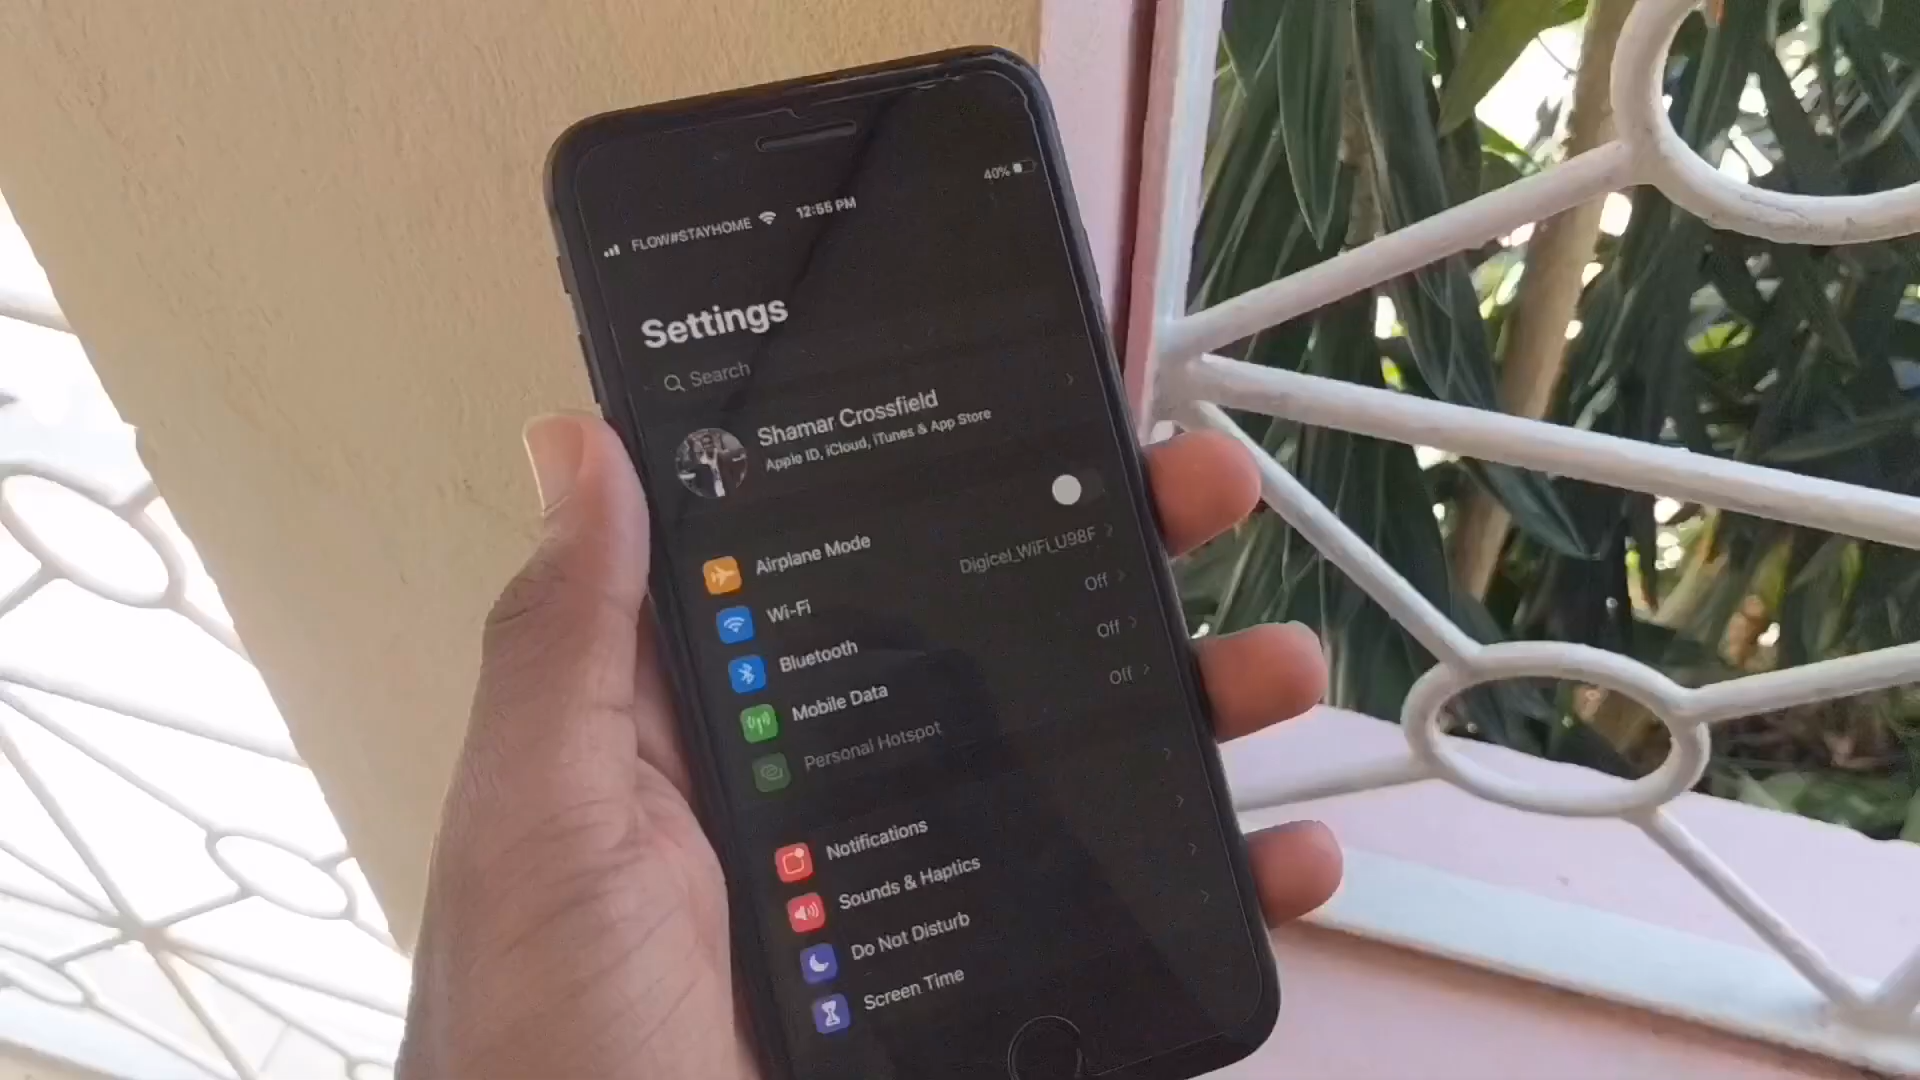 FLOW#STAYHOME 12:55 PM 40%
Settings
Search
Shamar Crossfield
Apple ID, iCloud, iTunes & App Store
Airplane Mode
Wi-Fi Digicel_WiFi_U98F
Bluetooth Off
Mobile Data Off
Personal Hotspot Off
Notifications
Sounds & Haptics
Do Not Disturb
Screen Time